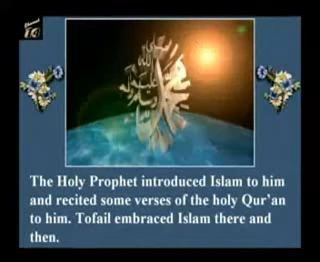 محمد
The Holy Prophet introduced Islam to him
and recited some verses of the holy Qur'an
to him. Tofail embraced Islam there and
then.